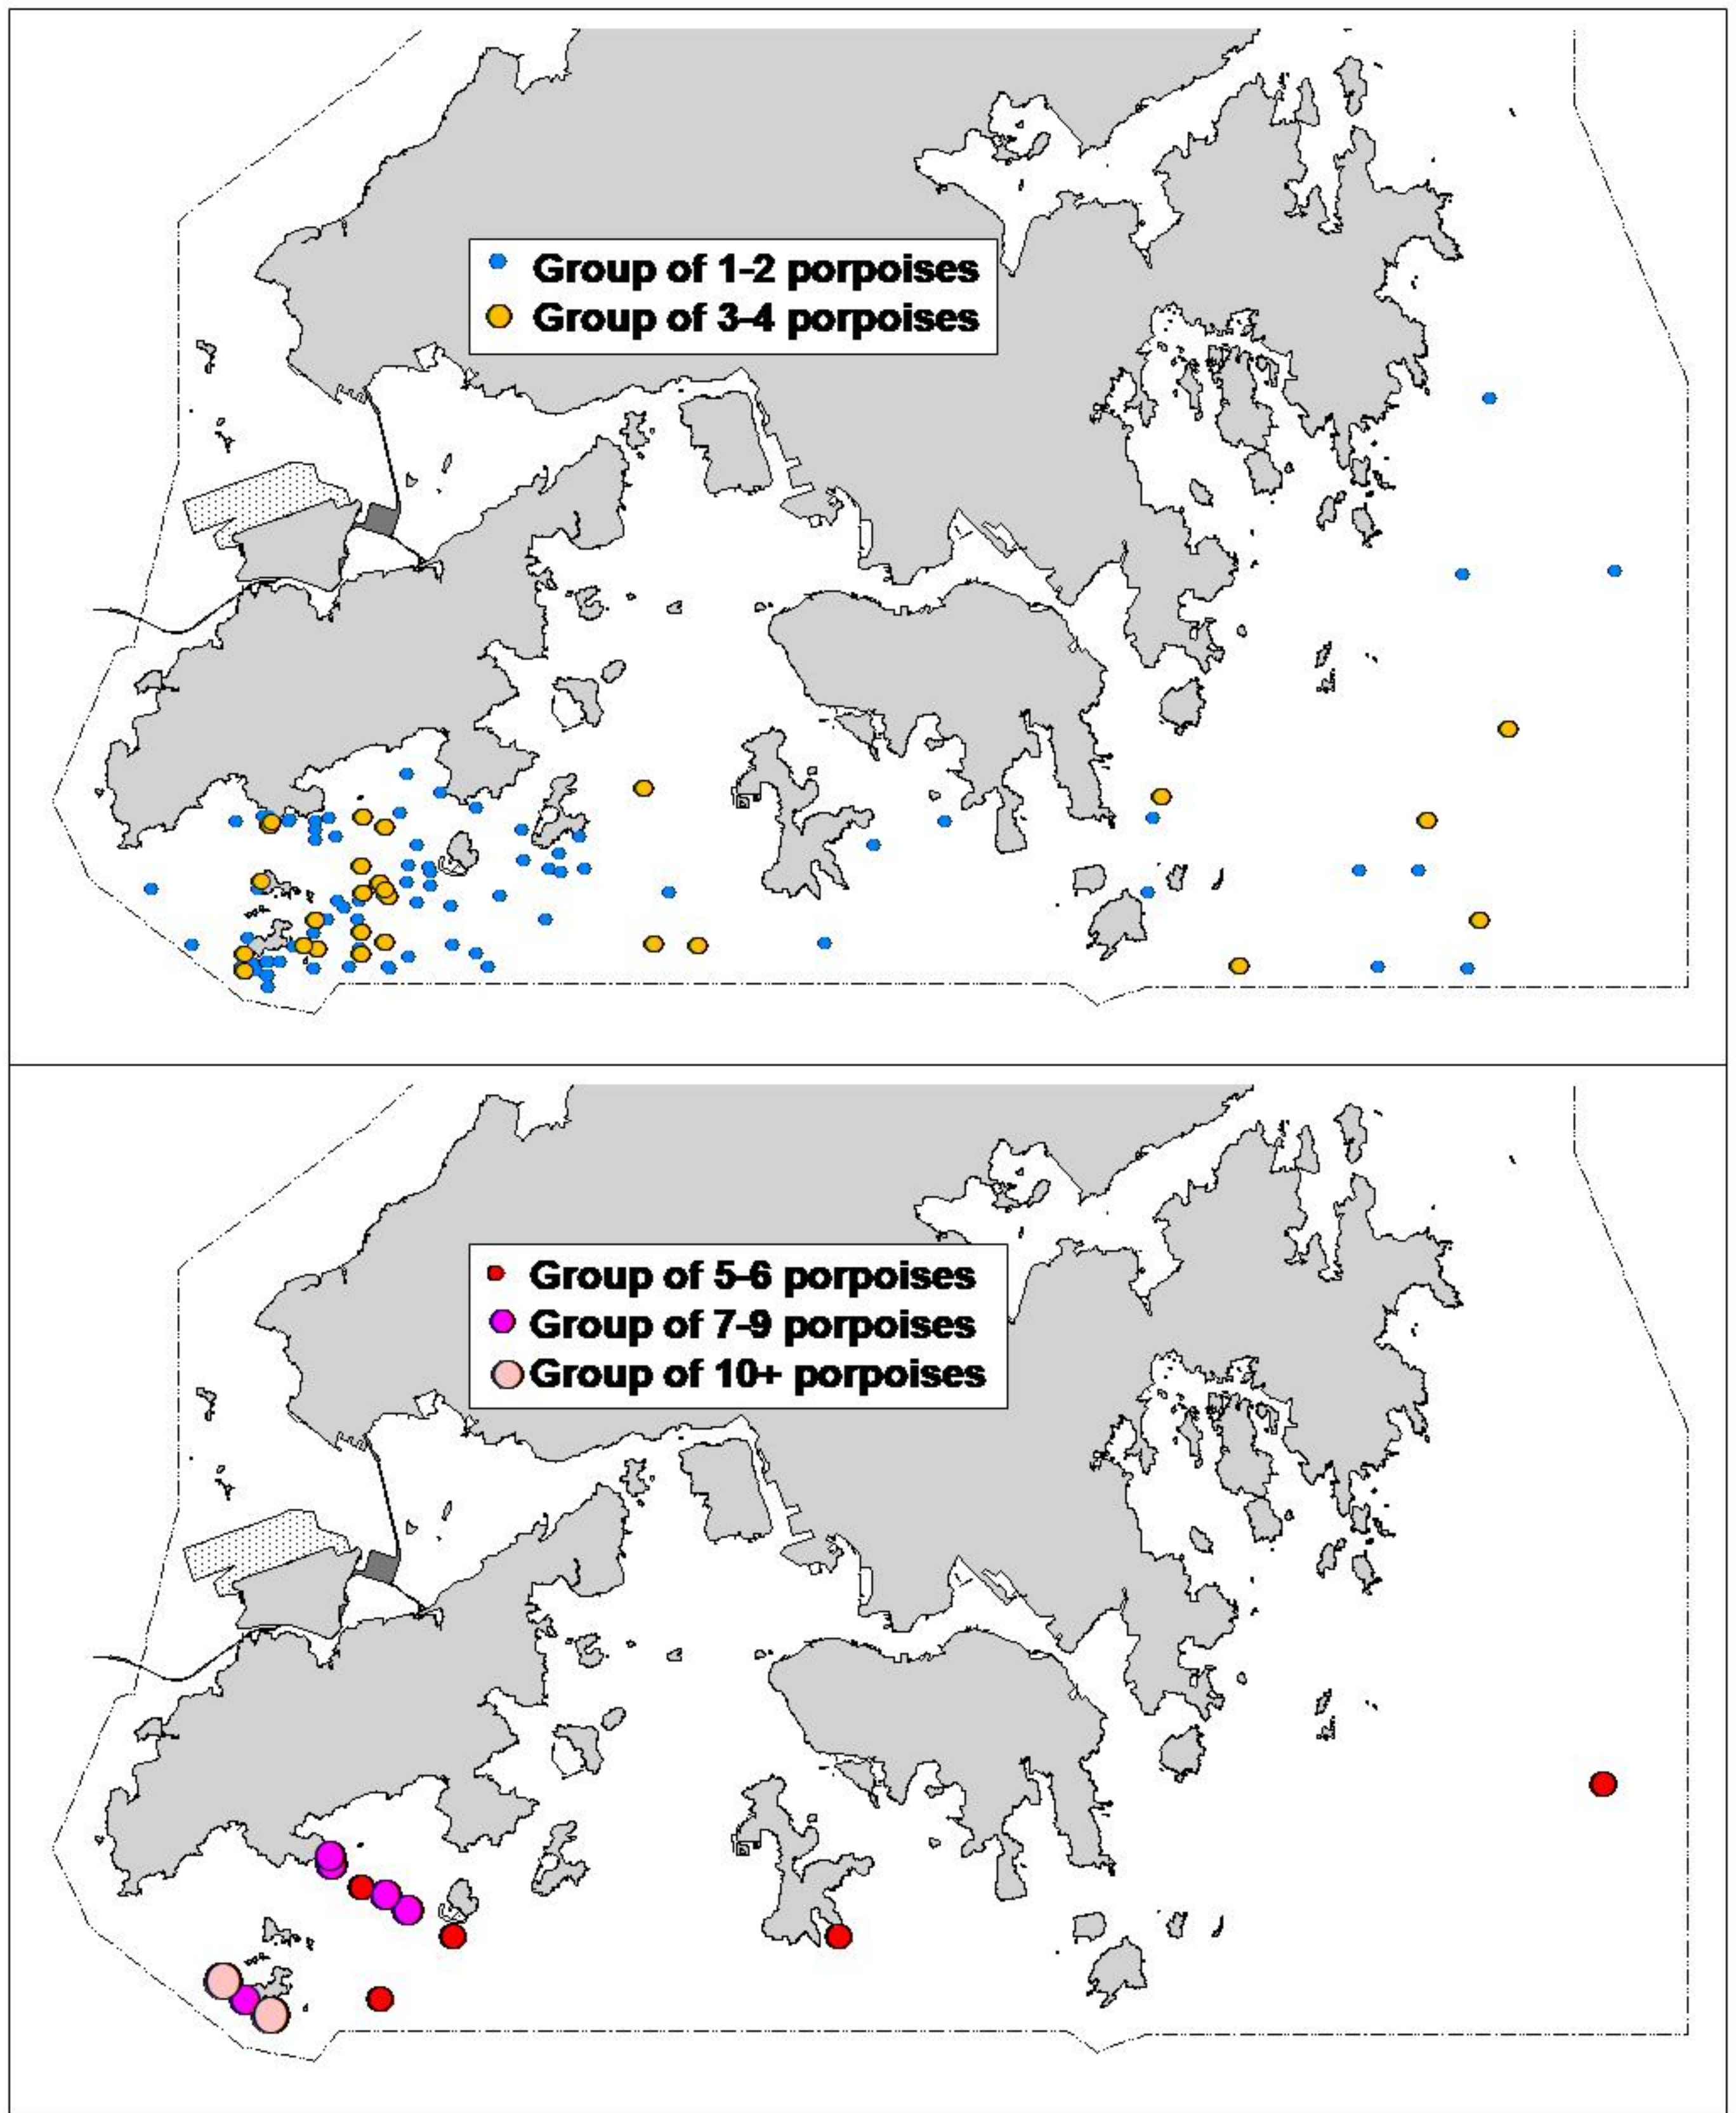 Group of 1-2 porpoises
Group of 3-4 porpoises
Group of 5-6 porpoises
Group of 7-9 porpoises
Group of 10+ porpoises